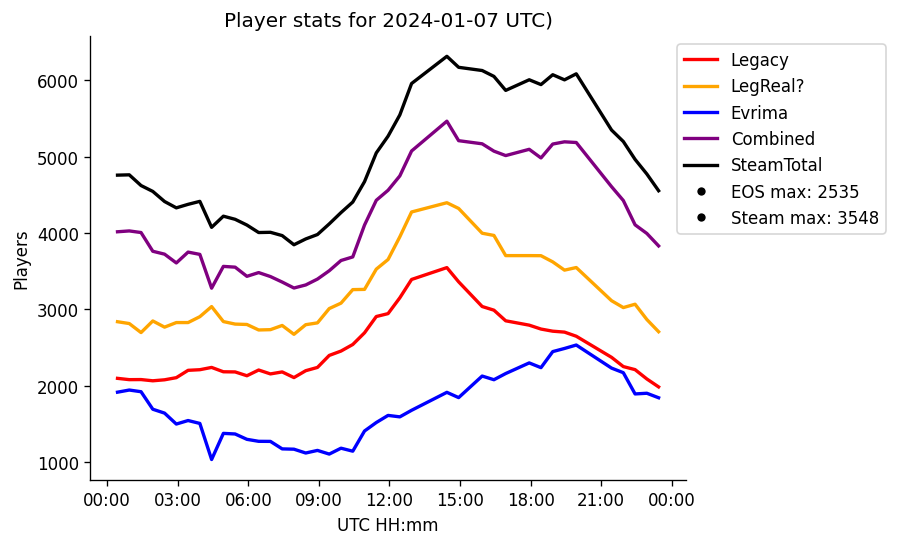 Player stats for 2024-01-07 UTC)
Legacy
LegReal?
Evrima
Combined
SteamTotal
EOS max: 2535
Steam max: 3548
Players
6000
5000
4000
3000
2000
1000
00:00 03:00 06:00 09:00 12:00 15:00 18:00 21:00 00:00
UTC HH:mm